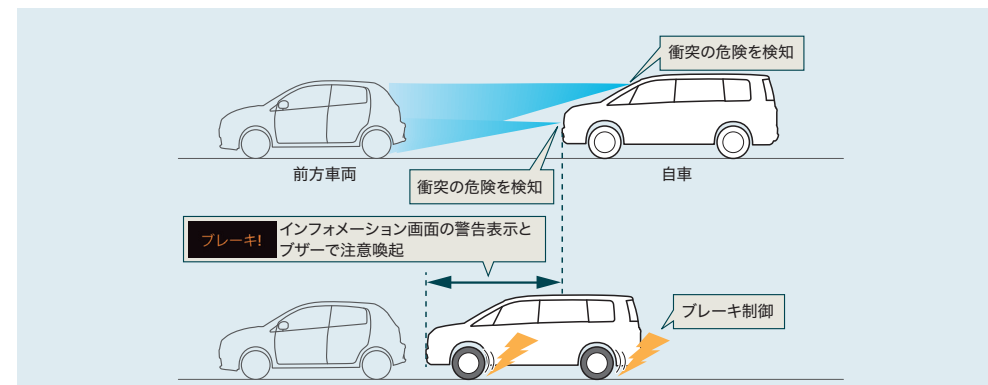 衝突の危険を検知
前方車両
自車
衝突の危険を検知
ブレーキ!
インフォメーション画面の警告表示と
ブザーで注意喚起
ブレーキ制御